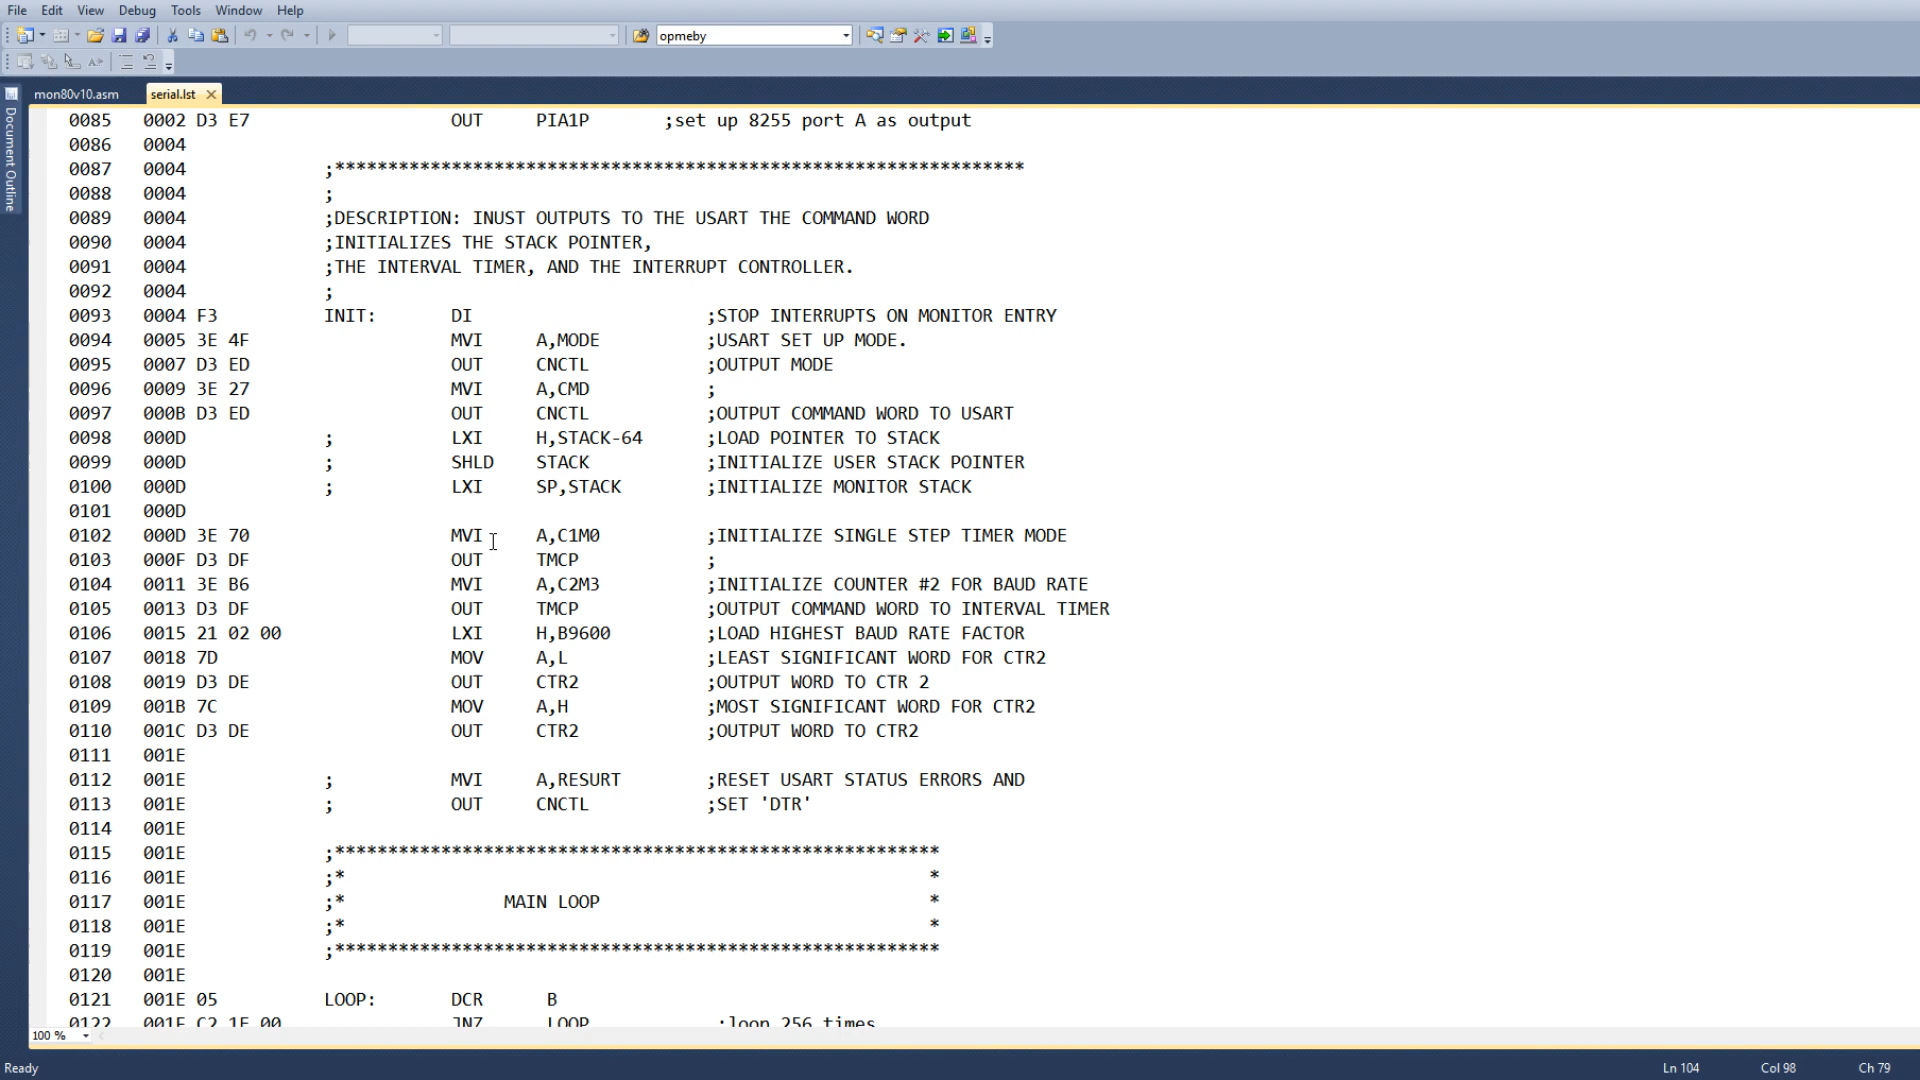 File Edit View Debug Tools Window Help
opmeby
mon80v10.asm serial.lst
Document Outline
0085 0002 D3 E7 OUT PIA1P ;set up 8255 port A as output
0086 0004
0087 0004 ;*****************************************************************
0088 0004 ;
0089 0004 ;DESCRIPTION: INUST OUTPUTS TO THE USART THE COMMAND WORD
0090 0004 ;INITIALIZES THE STACK POINTER,
0091 0004 ;THE INTERVAL TIMER, AND THE INTERRUPT CONTROLLER.
0092 0004 ;
0093 0004 F3 INIT: DI ;STOP INTERRUPTS ON MONITOR ENTRY
0094 0005 3E 4F MVI A,MODE ;USART SET UP MODE.
0095 0007 D3 ED OUT CNCTL ;OUTPUT MODE
0096 0009 3E 27 MVI A,CMD ;
0097 000B D3 ED OUT CNCTL ;OUTPUT COMMAND WORD TO USART
0098 000D ; LXI H,STACK-64 ;LOAD POINTER TO STACK
0099 000D ; SHLD STACK ;INITIALIZE USER STACK POINTER
0100 000D ; LXI SP,STACK ;INITIALIZE MONITOR STACK
0101 000D
0102 000D 3E 70 MVI A,C1M0 ;INITIALIZE SINGLE STEP TIMER MODE
0103 000F D3 DF OUT TMCP ;
0104 0011 3E B6 MVI A,C2M3 ;INITIALIZE COUNTER #2 FOR BAUD RATE
0105 0013 D3 DF OUT TMCP ;OUTPUT COMMAND WORD TO INTERVAL TIMER
0106 0015 21 02 00 LXI H,B9600 ;LOAD HIGHEST BAUD RATE FACTOR
0107 0018 7D MOV A,L ;LEAST SIGNIFICANT WORD FOR CTR2
0108 0019 D3 DE OUT CTR2 ;OUTPUT WORD TO CTR 2
0109 001B 7C MOV A,H ;MOST SIGNIFICANT WORD FOR CTR2
0110 001C D3 DE OUT CTR2 ;OUTPUT WORD TO CTR2
0111 001E
0112 001E ; MVI A,RESURT ;RESET USART STATUS ERRORS AND
0113 001E ; OUT CNCTL ;SET 'DTR'
0114 001E
0115 001E ;*********************************************************
0116 001E ;* *
0117 001E ;* MAIN LOOP *
0118 001E ;* *
0119 001E ;*********************************************************
0120 001E
0121 001E 05 LOOP: DCR B
0122 001F C2 1E 00 JNZ LOOP ;loop 256 times
100 %
Ready Ln 104 Col 98 Ch 79